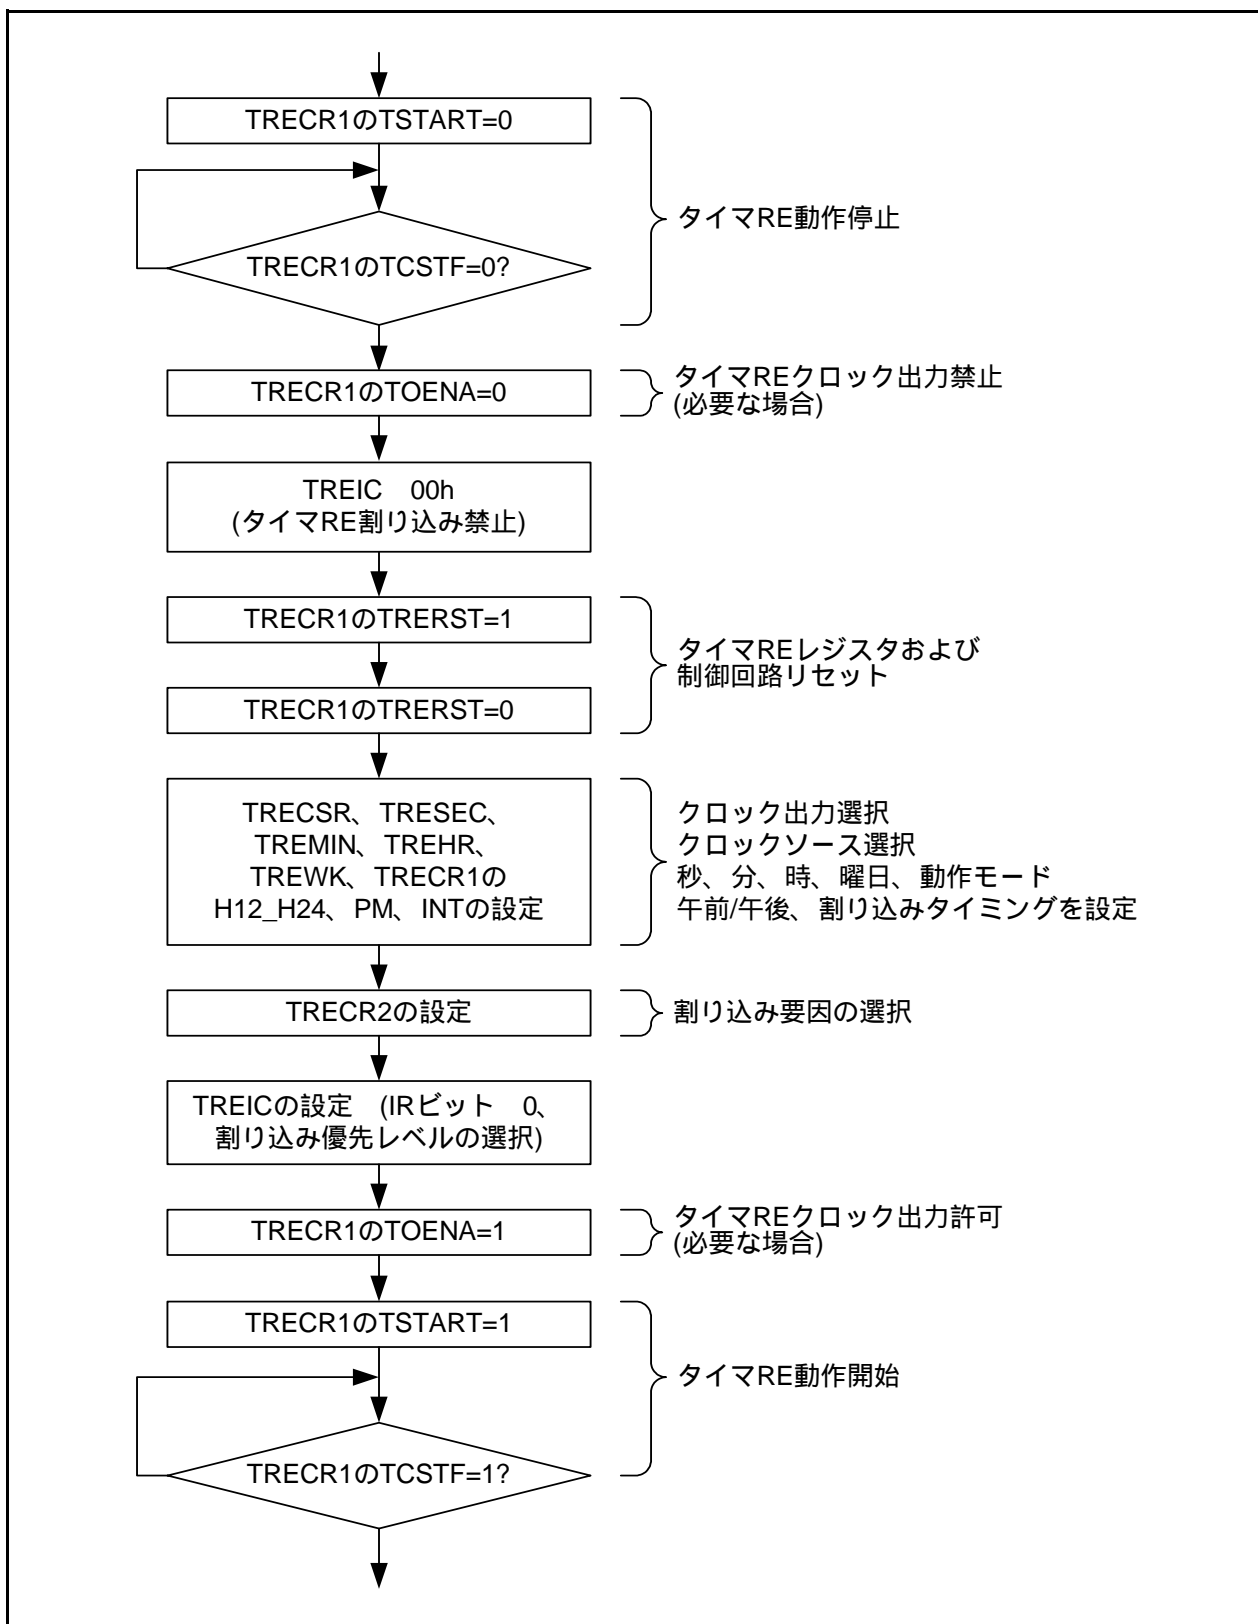 TRECR1のTSTART=0
TRECR1のTCSTF=0?
タイマRE動作停止
TRECR1のTOENA=0
タイマREクロック出力禁止
(必要な場合)
TREIC　00h
(タイマRE割り込み禁止)
TRECR1のTRERST=1
TRECR1のTRERST=0
タイマREレジスタおよび
制御回路リセット
TRECSR、TRESEC、
TREMIN、TREHR、
TREWK、TRECR1の
H12_H24、PM、INTの設定
クロック出力選択
クロックソース選択
秒、分、時、曜日、動作モード
午前/午後、割り込みタイミングを設定
TRECR2の設定
割り込み要因の選択
TREICの設定　(IRビット　0、
割り込み優先レベルの選択)
TRECR1のTOENA=1
タイマREクロック出力許可
(必要な場合)
TRECR1のTSTART=1
TRECR1のTCSTF=1?
タイマRE動作開始